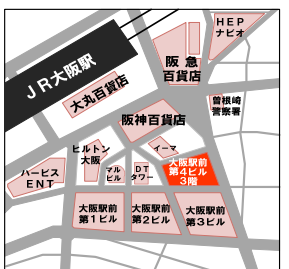 HEP
ナビオ
JR大阪駅
阪急
百貨店
大丸百貨店
曽根崎
警察署
阪神百貨店
ヒルトン
大阪
イーマ
ハービス
ENT
マル
ビル
DT
タワー
大阪駅前
第4ビル
3階
大阪駅前
第1ビル
大阪駅前
第2ビル
大阪駅前
第3ビル